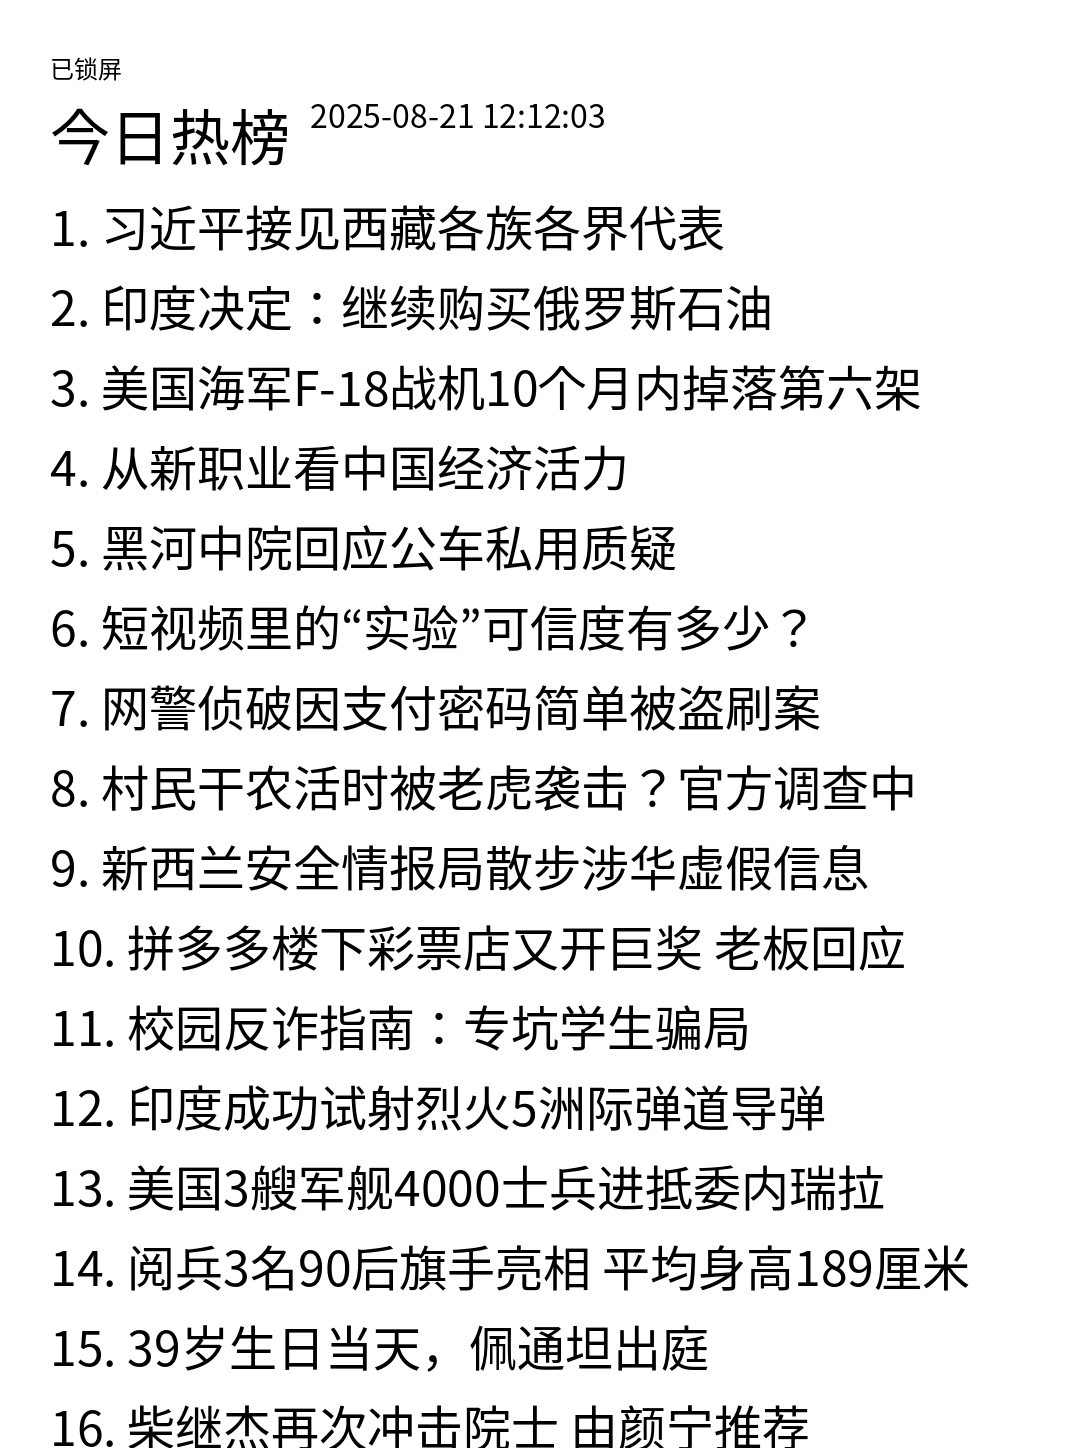 已锁屏
今日热榜 2025-08-21 12:12:03
1. 习近平接见西藏各族各界代表
2. 印度决定：继续购买俄罗斯石油
3. 美国海军F-18战机10个月内掉落第六架
4. 从新职业看中国经济活力
5. 黑河中院回应公车私用质疑
6. 短视频里的“实验”可信度有多少？
7. 网警侦破因支付密码简单被盗刷案
8. 村民干农活时被老虎袭击？官方调查中
9. 新西兰安全情报局散步涉华虚假信息
10. 拼多多楼下彩票店又开巨奖 老板回应
11. 校园反诈指南：专坑学生骗局
12. 印度成功试射烈火5洲际弹道导弹
13. 美国3艘军舰4000士兵进抵委内瑞拉
14. 阅兵3名90后旗手亮相 平均身高189厘米
15. 39岁生日当天，佩通坦出庭
16. 柴继杰再次冲击院士 由颜宁推荐